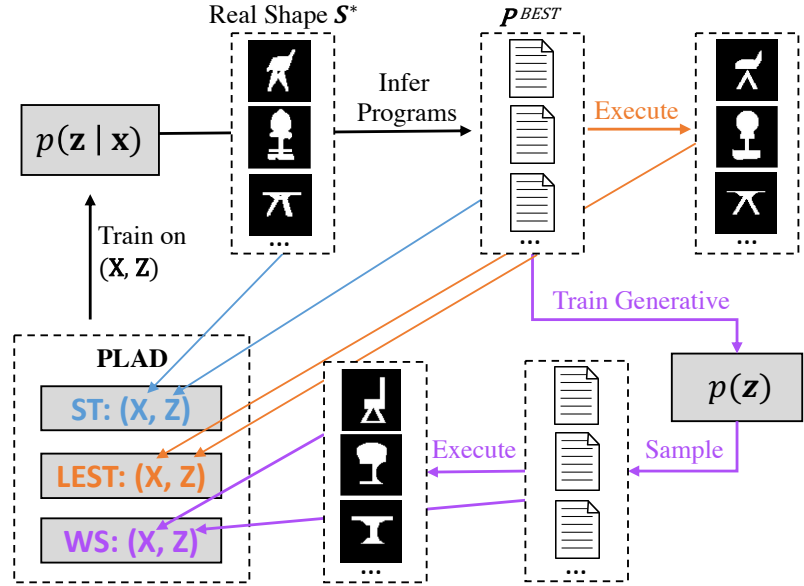 Real Shape S*
P^BEST
Infer
Programs
Execute
p(z | x)
...
...
...
Train on
(X, Z)
Train Generative
PLAD
p(z)
ST: (X, Z)
Execute
Sample
LEST: (X, Z)
WS: (X, Z)
...
...